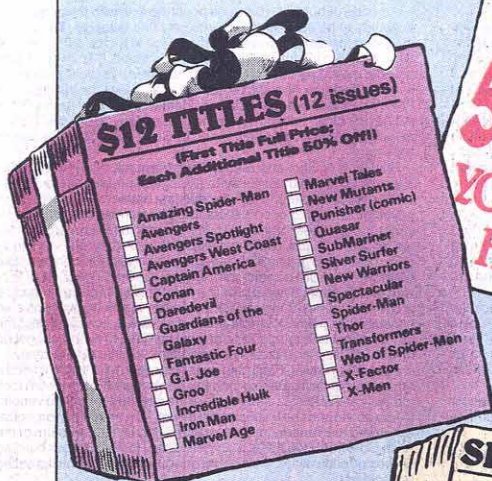 $12 TITLES (12 issues)
(First Title Full Price;
Each Additional Title 50% Off!)
Amazing Spider-Man
Avengers
Avengers Spotlight
Avengers West Coast
Captain America
Conan
Daredevil
Guardians of the
Galaxy
Fantastic Four
G.I. Joe
Groo
Incredible Hulk
Iron Man
Marvel Age
Marvel Tales
New Mutants
Punisher (comic)
Quasar
SubMariner
Silver Surfer
New Warriors
Spectacular
Spider-Man
Thor
Transformers
Web of Spider-Man
X-Factor
X-Men
5
YO